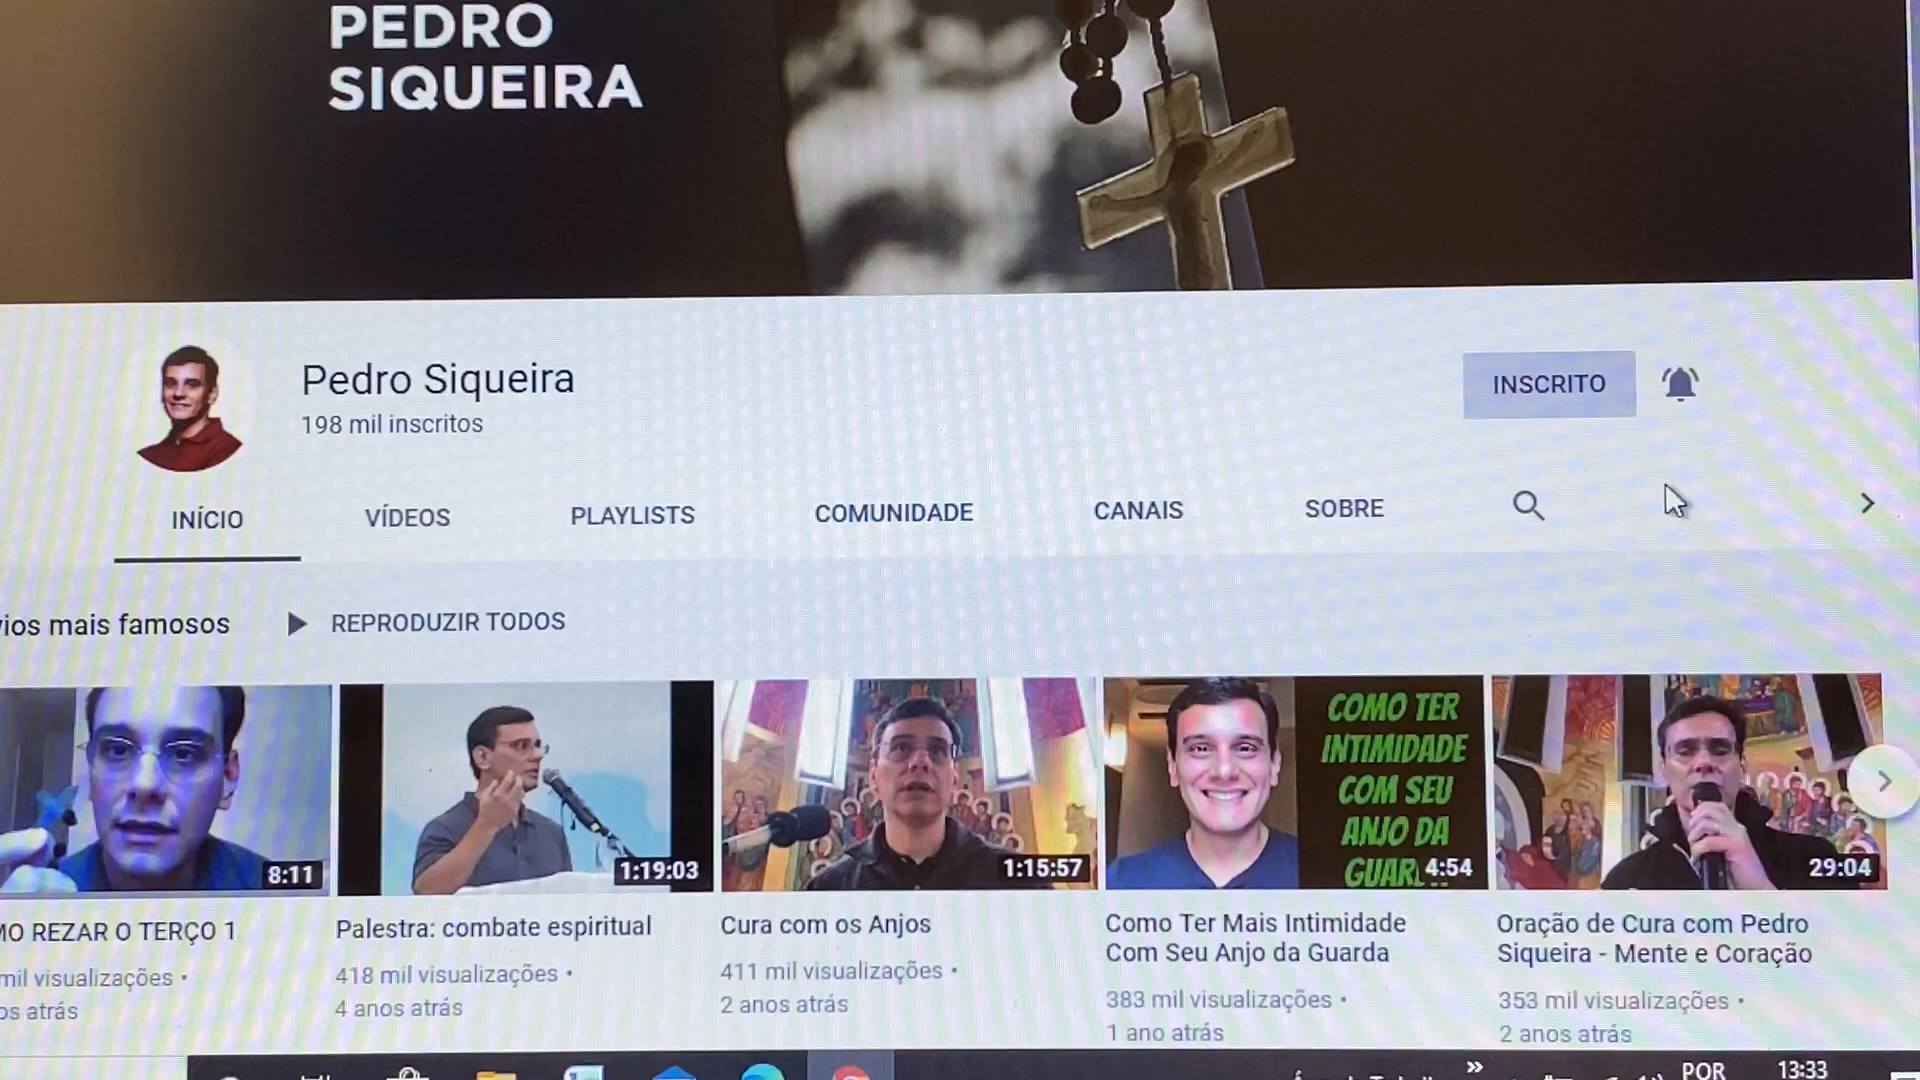 PEDRO
SIQUEIRA
Pedro Siqueira
198 mil inscritos
INSCRITO
INÍCIO VÍDEOS PLAYLISTS COMUNIDADE CANAIS SOBRE
mais famosos REPRODUZIR TODOS
COMO TER
INTIMIDADE
COM SEU
ANJO DA
8:11 1:19:03 1:15:57 4:54 29:04
REZAR O TERÇO 1
mil visualizações •
atrás
Palestra: combate espiritual
418 mil visualizações •
4 anos atrás
Cura com os Anjos
411 mil visualizações •
2 anos atrás
Como Ter Mais Intimidade
Com Seu Anjo da Guarda
383 mil visualizações •
1 ano atrás
Oração de Cura com Pedro
Siqueira - Mente e Coração
353 mil visualizações •
2 anos atrás
POR 13:33